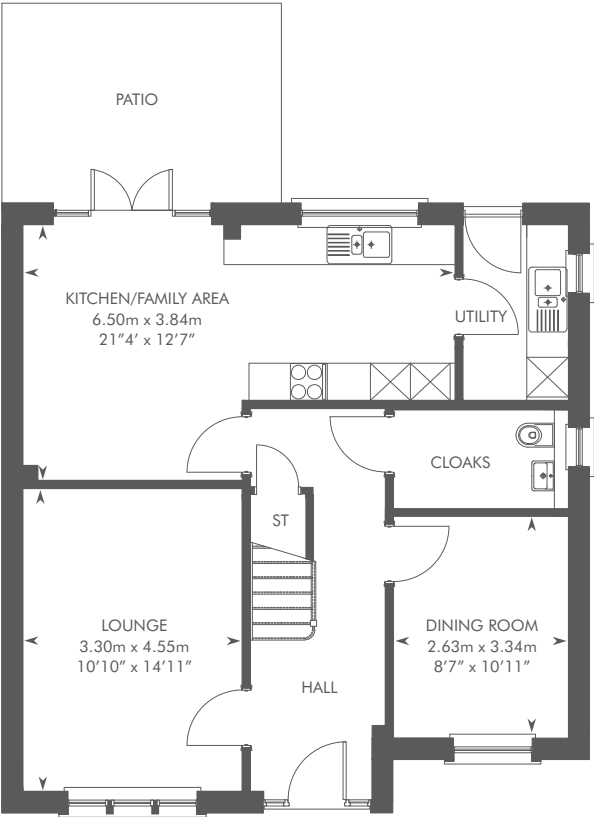 PATIO
KITCHEN/FAMILY AREA
6.50m x 3.84m
21"4' x 12'7"
UTILITY
CLOAKS
ST
LOUNGE
3.30m x 4.55m
10'10" x 14'11"
DINING ROOM
2.63m x 3.34m
8'7" x 10'11"
HALL